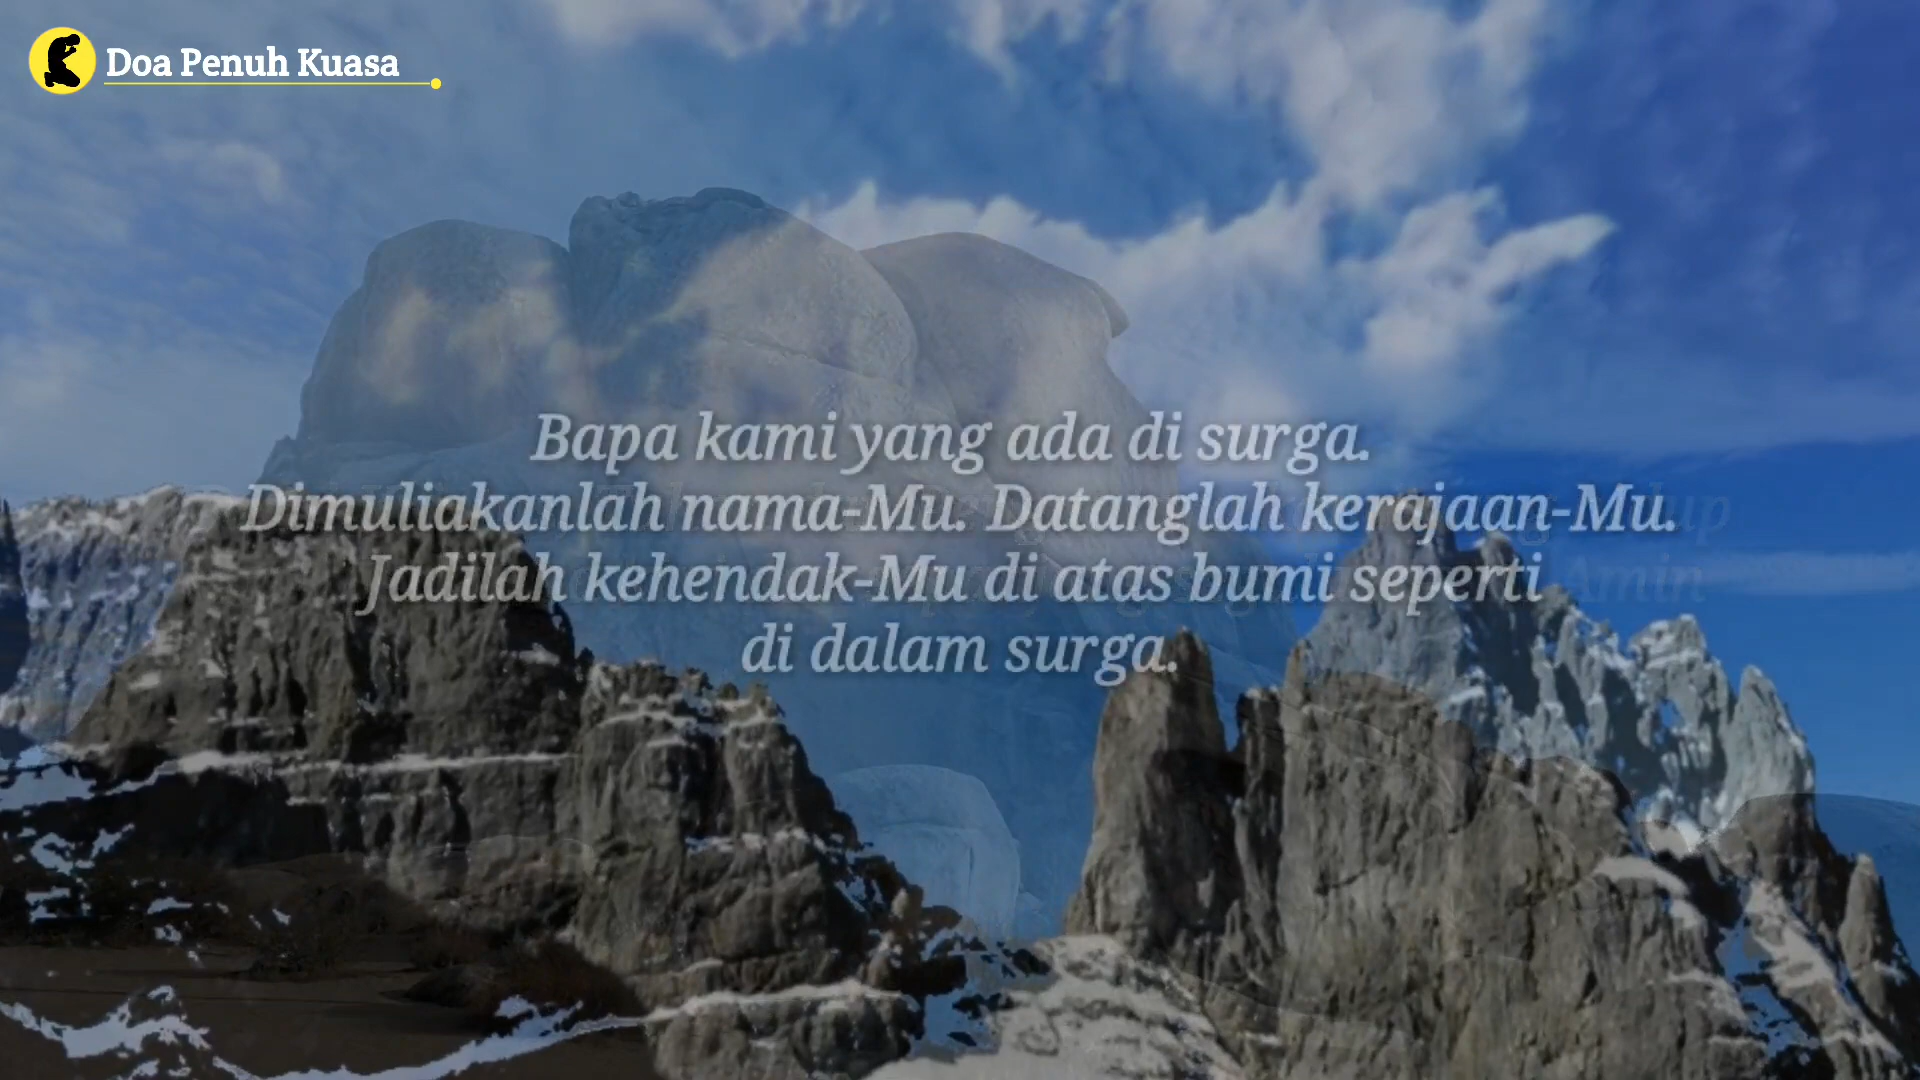 Doa Penuh Kuasa
Bapa kami yang ada di surga.
Dimuliakanlah nama-Mu. Datanglah kerajaan-Mu.
Jadilah kehendak-Mu di atas bumi seperti
di dalam surga.
Amin